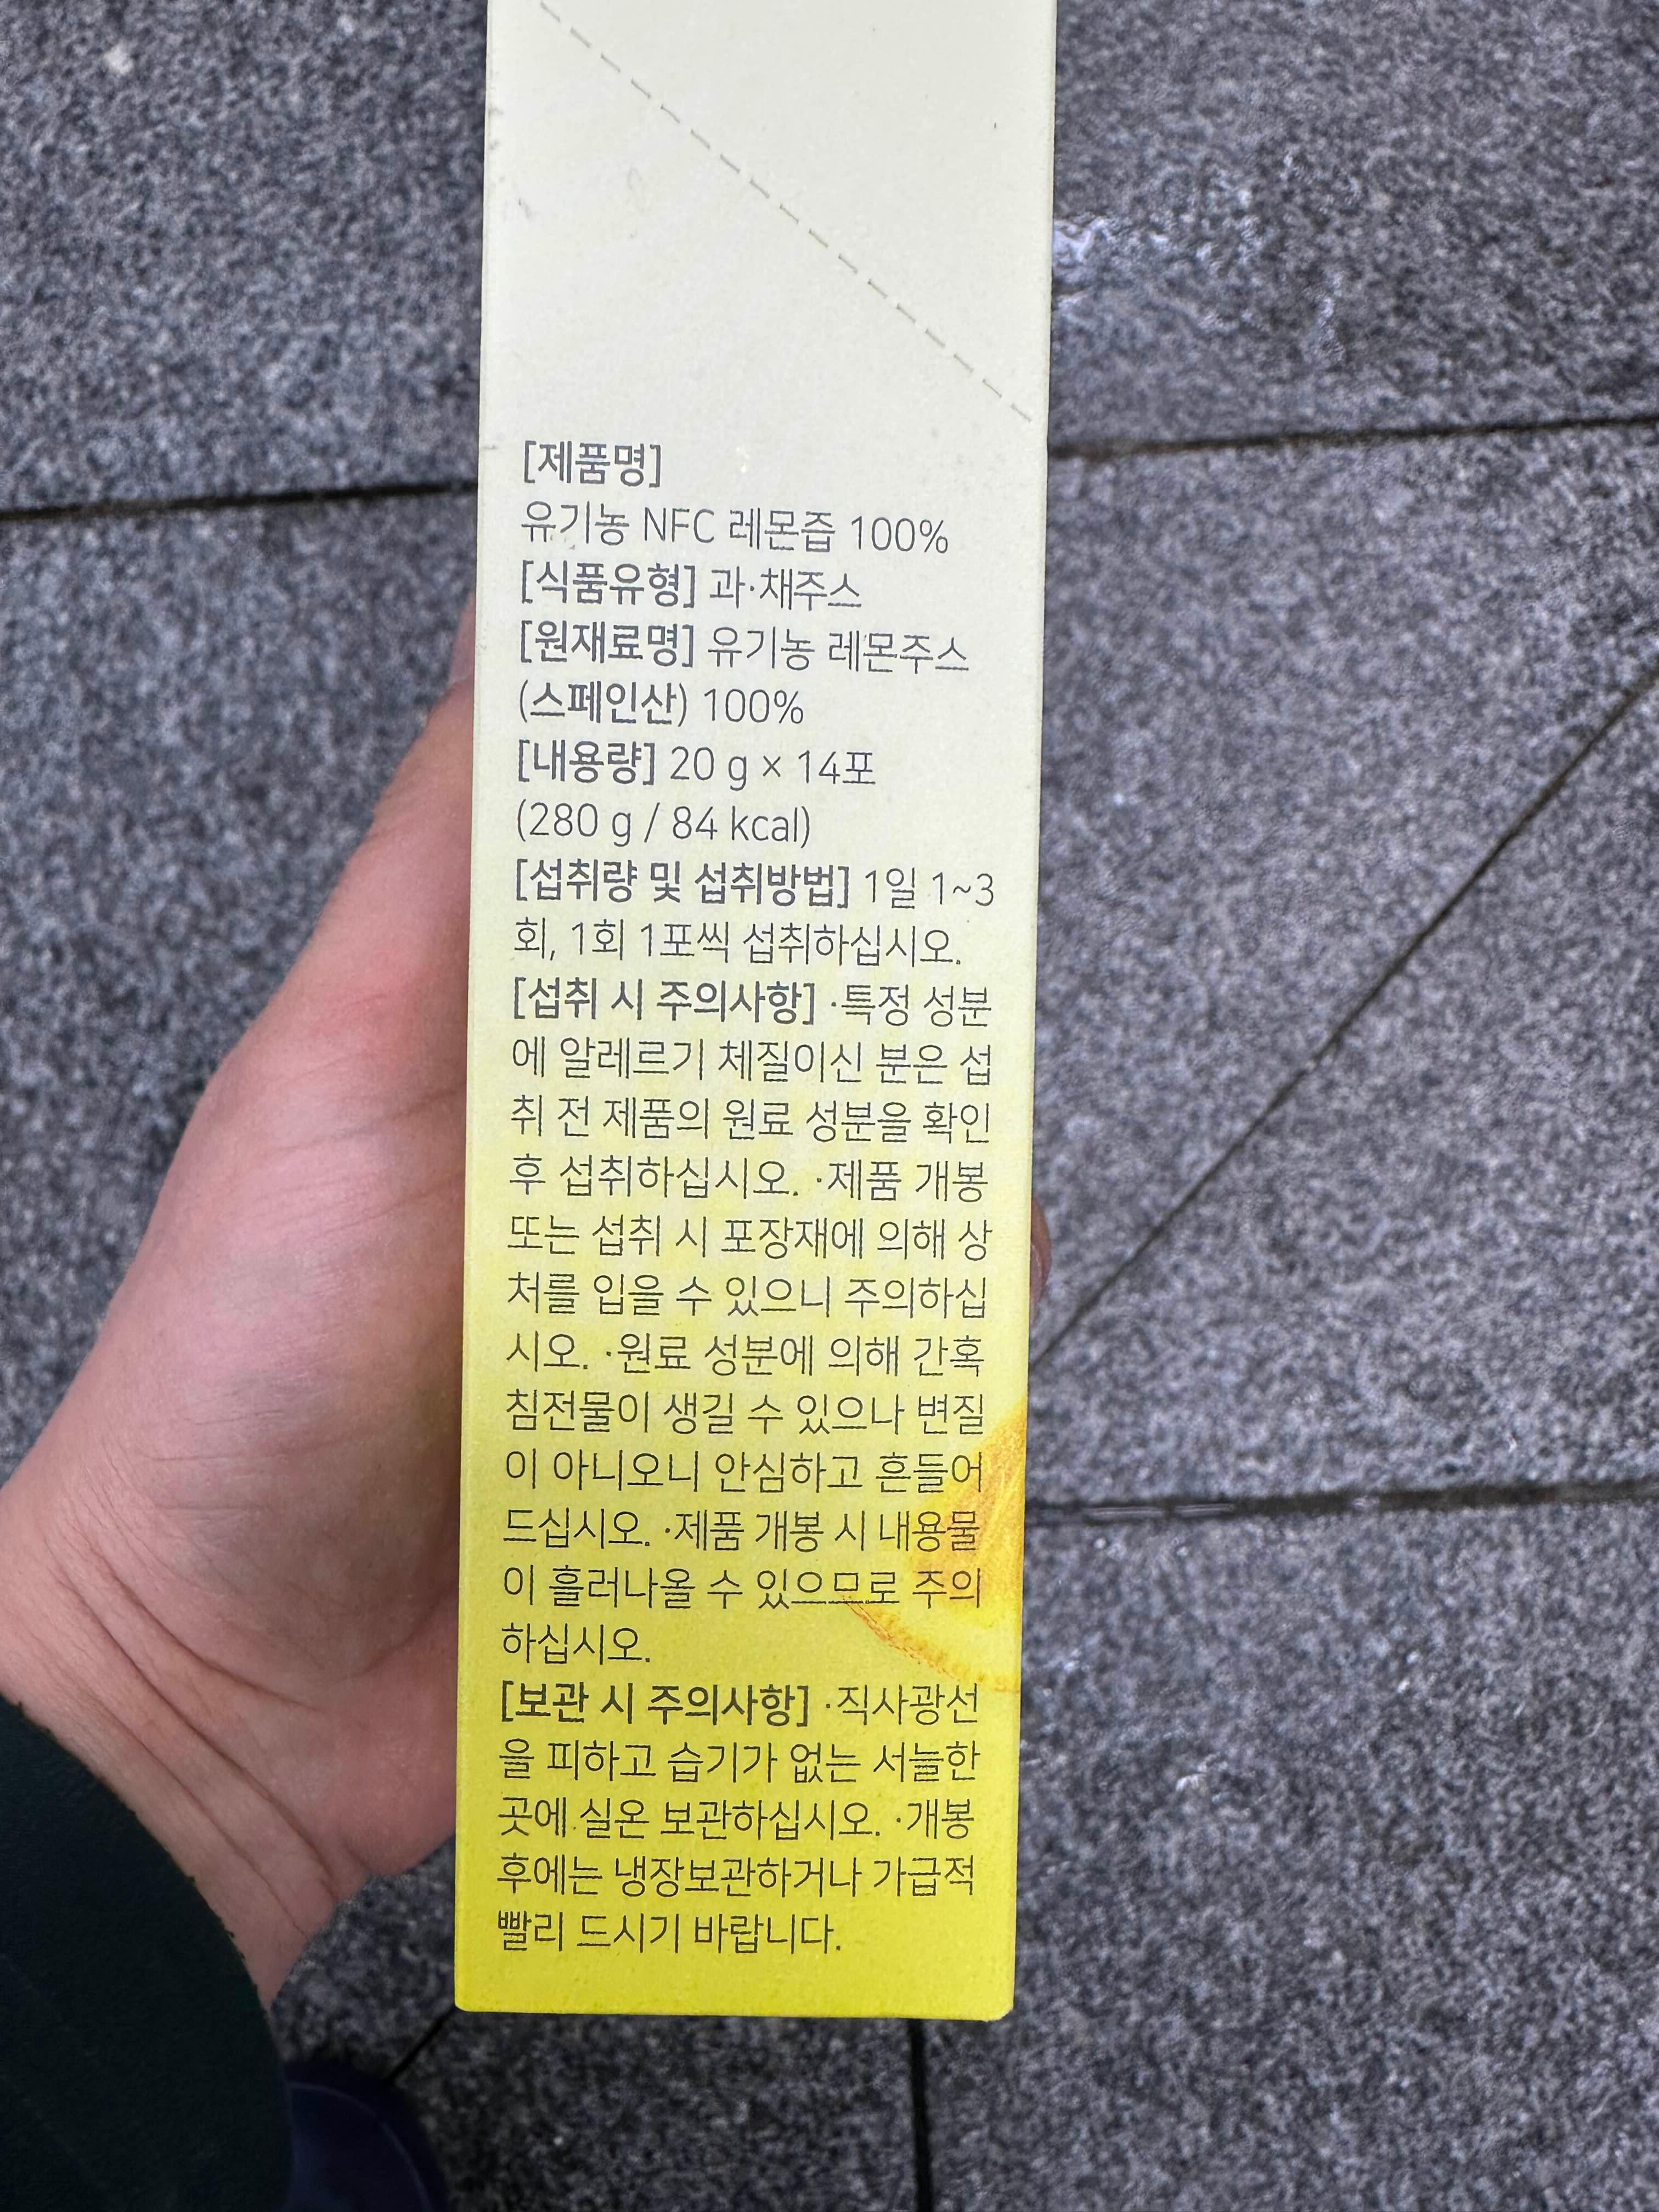 [제품명]
유기농 NFC 레몬즙 100%
[식품유형] 과·채주스
[원재료명] 유기농 레몬주스
(스페인산) 100%
[내용량] 20 g × 14포
(280 g / 84 kcal)
[섭취량 및 섭취방법] 1일 1~3
회, 1회 1포씩 섭취하십시오.
[섭취 시 주의사항] ·특정 성분
에 알레르기 체질이신 분은 섭
취 전 제품의 원료 성분을 확인
후 섭취하십시오. ·제품 개봉
또는 섭취 시 포장재에 의해 상
처를 입을 수 있으니 주의하십
시오. ·원료 성분에 의해 간혹
침전물이 생길 수 있으나 변질
이 아니오니 안심하고 흔들어
드십시오. ·제품 개봉 시 내용물
이 흘러나올 수 있으므로 주의
하십시오.
[보관 시 주의사항] ·직사광선
을 피하고 습기가 없는 서늘한
곳에 실온 보관하십시오. ·개봉
후에는 냉장보관하거나 가급적
빨리 드시기 바랍니다.